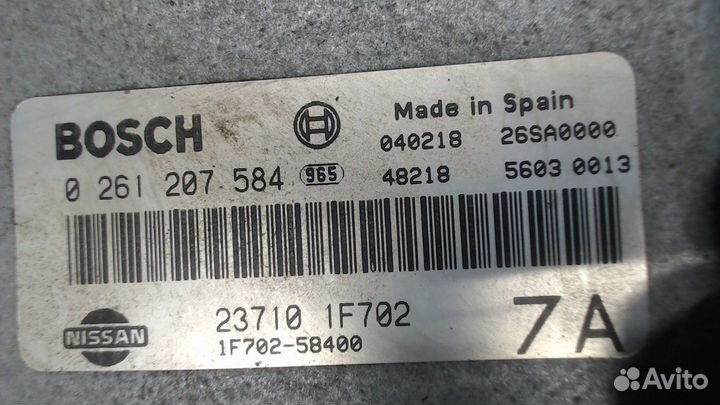 BOSCH
Made in Spain
040218 26SA0000
0 261 207 584 965 48218 5603 0013
NISSAN
23710 1F702
1F702-58400
7A
Avito